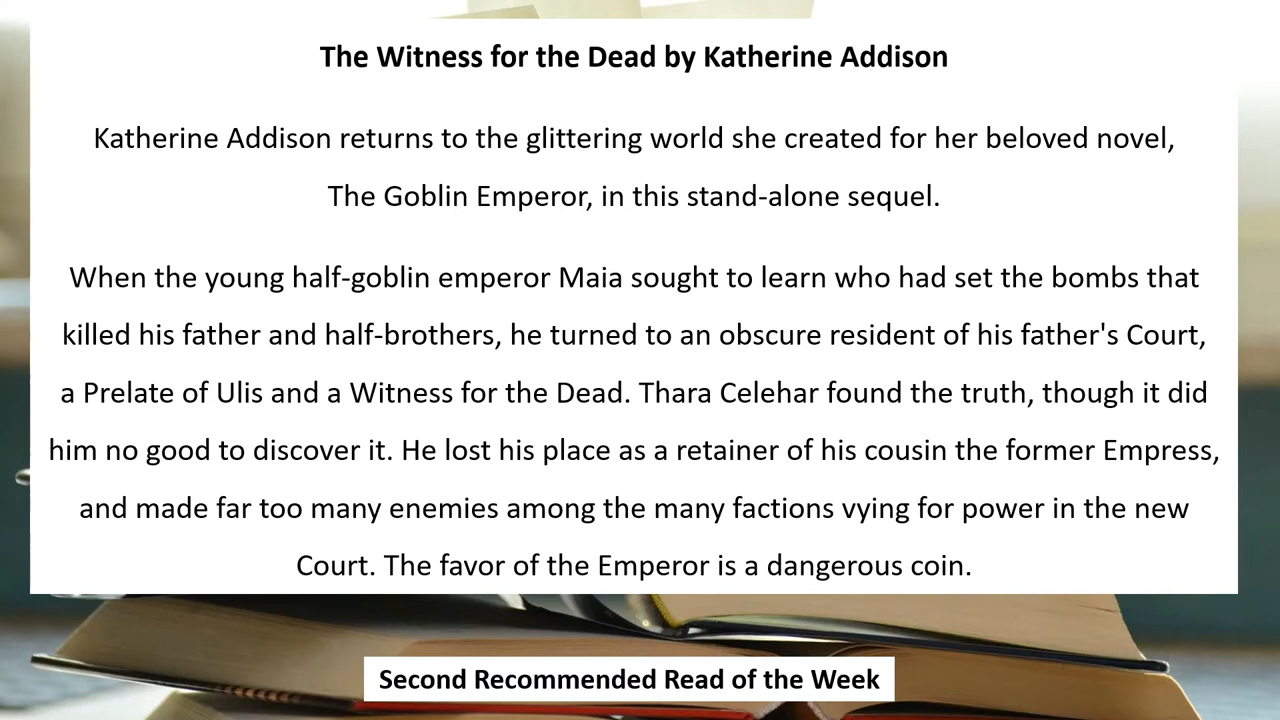 The Witness for the Dead by Katherine Addison
Katherine Addison returns to the glittering world she created for her beloved novel,
The Goblin Emperor, in this stand-alone sequel.
When the young half-goblin emperor Maia sought to learn who had set the bombs that
killed his father and half-brothers, he turned to an obscure resident of his father's Court,
a Prelate of Ulis and a Witness for the Dead. Thara Celehar found the truth, though it did
him no good to discover it. He lost his place as a retainer of his cousin the former Empress,
and made far too many enemies among the many factions vying for power in the new
Court. The favor of the Emperor is a dangerous coin.
Second Recommended Read of the Week